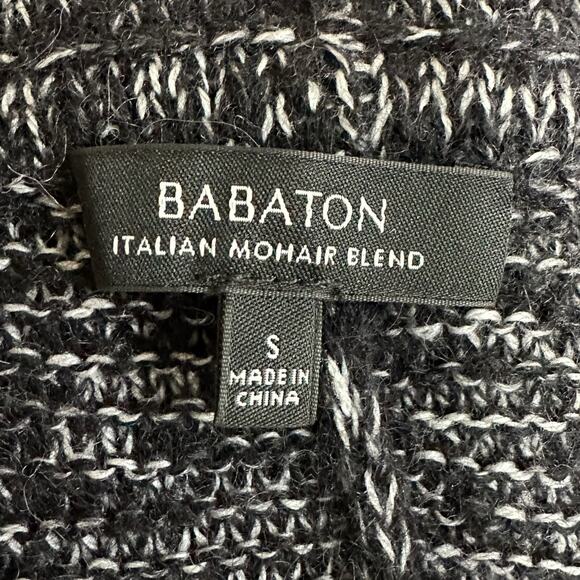 BABATON
ITALIAN MOHAIR BLEND
S
MADE IN
CHINA